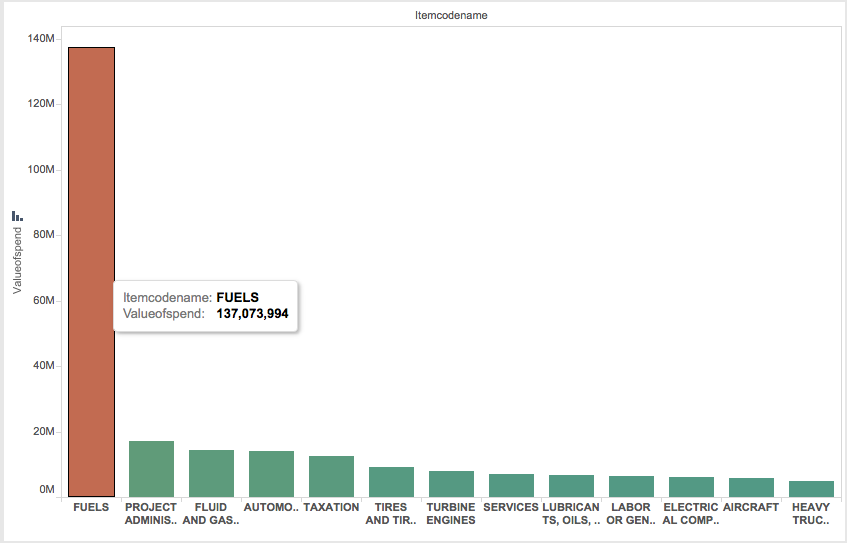 Itemcodename
140M
120M
100M
80M
60M
40M
20M
0M
Valueofspend
Itemcodename: FUELS
Valueofspend: 137,073,994
FUELS
PROJECT
ADMINIS..
FLUID
AND GAS..
AUTOMO..
TAXATION
TIRES
AND TIR..
TURBINE
ENGINES
SERVICES
LUBRICAN
TS, OILS, ..
LABOR
OR GEN..
ELECTRIC
AL COMP..
AIRCRAFT
HEAVY
TRUC..